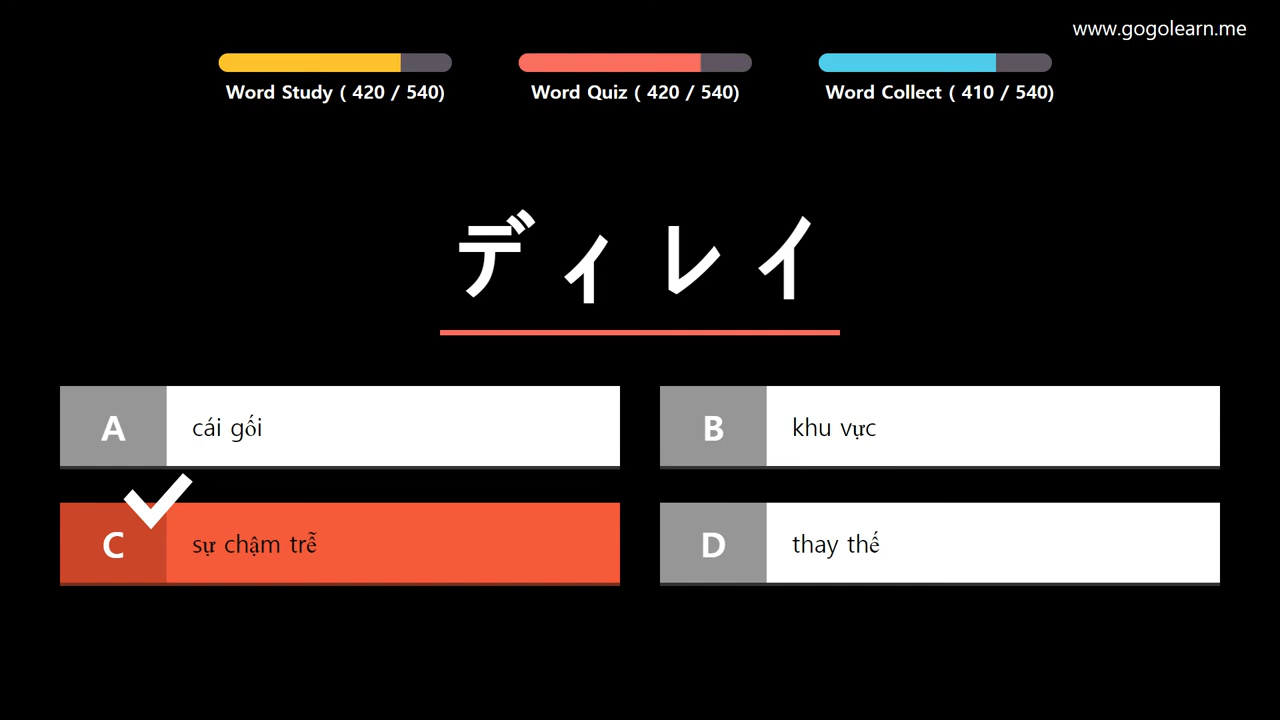 www.gogolearn.me
Word Study ( 420 / 540)
Word Quiz ( 420 / 540)
Word Collect ( 410 / 540)
ディレイ
A cái gối
B khu vực
C sự chậm trễ
D thay thế